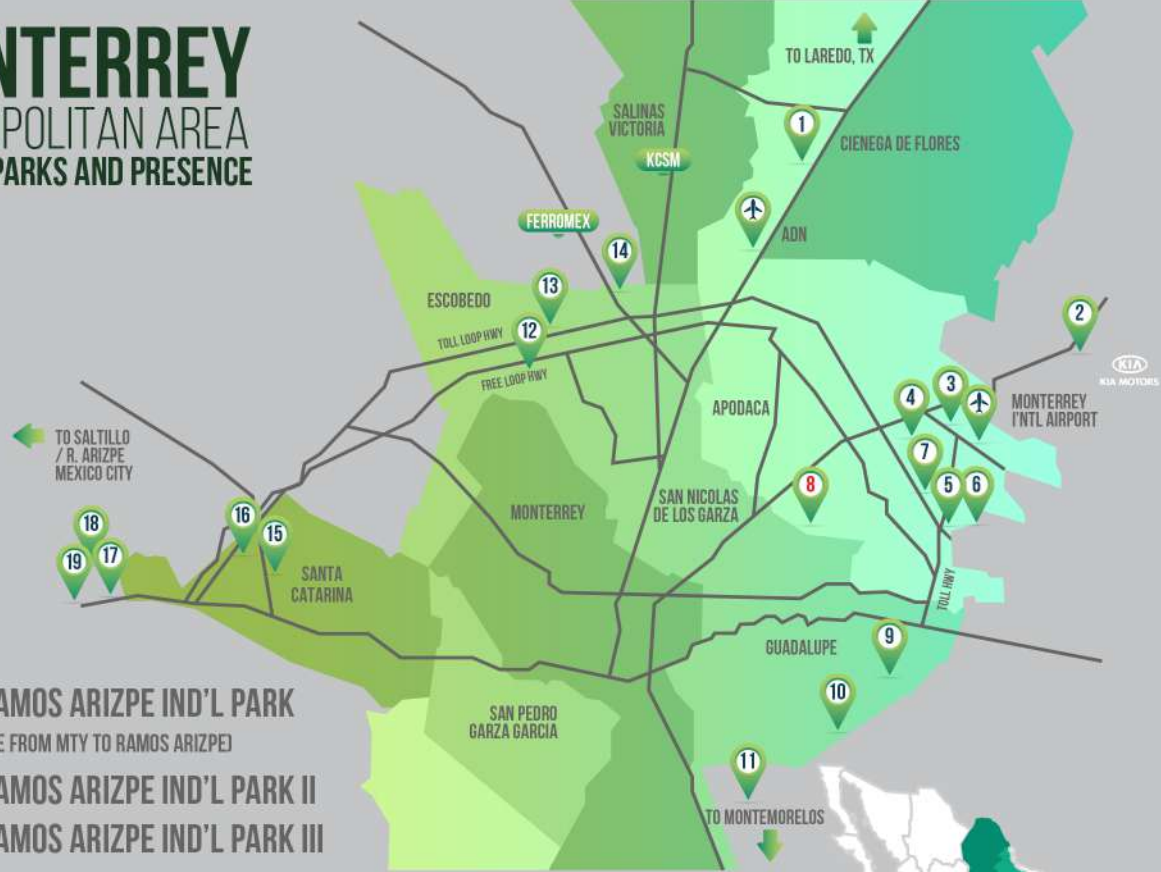 NTERREY
POLITAN AREA
PARKS AND PRESENCE
TO LAREDO, TX
SALINAS
VICTORIA
1
CIENEGA DE FLORES
KCSM
FERROMEX
ADN
14
13
ESCOBEDO
12
TOLL LOOP HWY
FREE LOOP HWY
2
KIA
KIA MOTORS
3
4
MONTERREY
I'NTL AIRPORT
APODACA
TO SALTILLO
/ R. ARIZPE
MEXICO CITY
7
5
6
8
SAN NICOLAS
DE LOS GARZA
MONTERREY
16
15
18
19
17
SANTA
CATARINA
TOLL HWY
9
GUADALUPE
10
SAN PEDRO
GARZA GARCIA
11
TO MONTEMORELOS
AMOS ARIZPE IND'L PARK
E FROM MTY TO RAMOS ARIZPE)
AMOS ARIZPE IND'L PARK II
AMOS ARIZPE IND'L PARK III